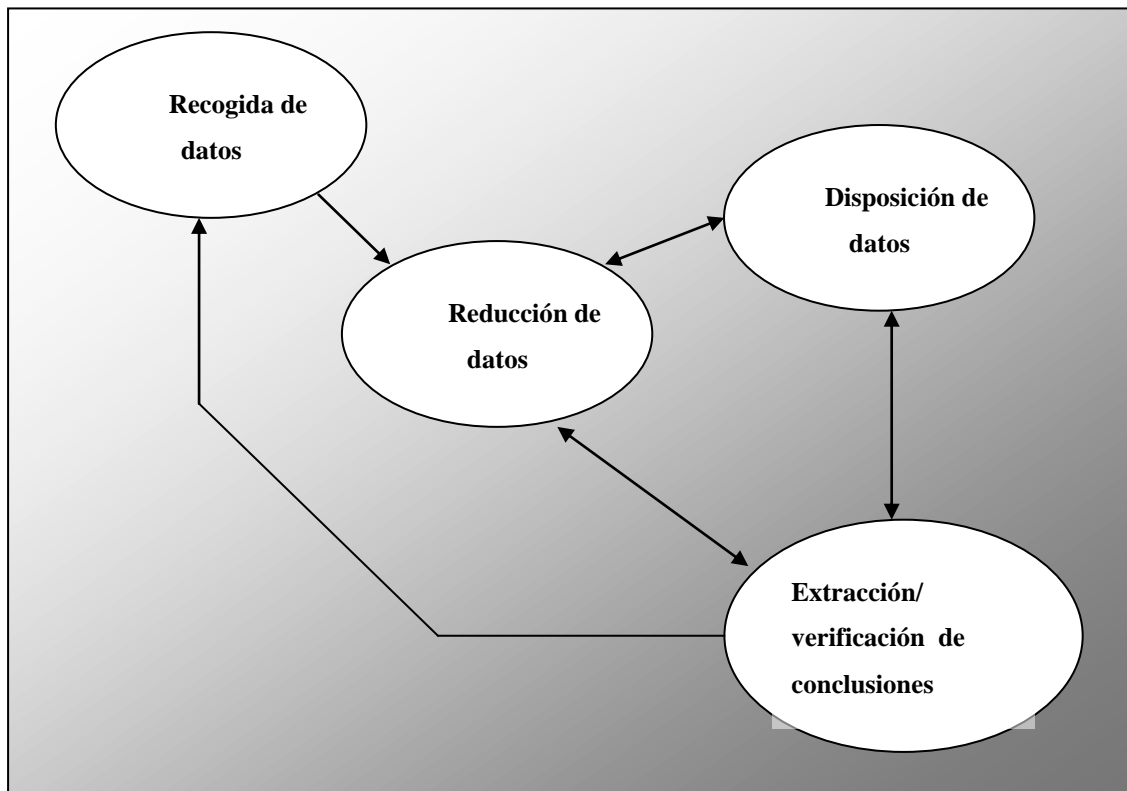 Recogida de
datos
Disposición de
datos
Reducción de
datos
Extracción/
verificación de
conclusiones